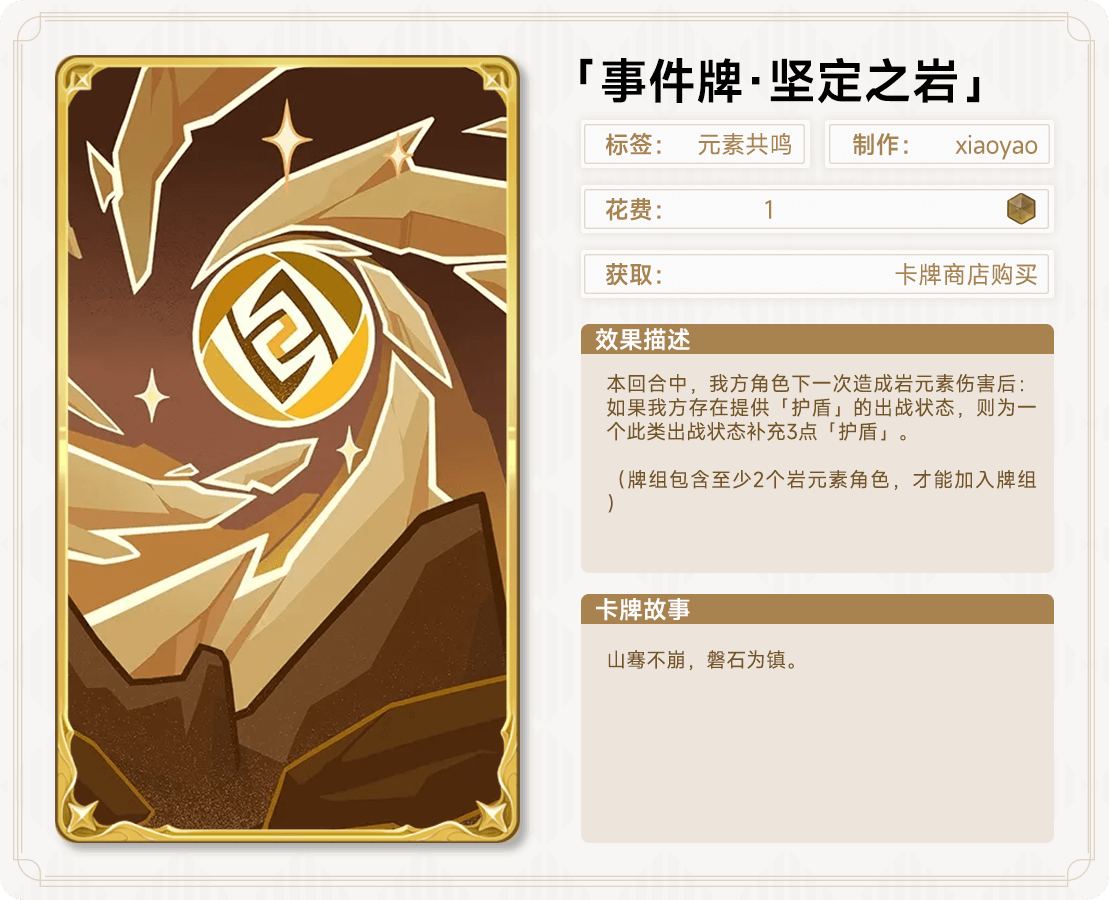 「事件牌·坚定之岩」
标签： 元素共鸣
制作： xiaoyao
花费： 1
获取： 卡牌商店购买
效果描述
本回合中，我方角色下一次造成岩元素伤害后：
如果我方存在提供「护盾」的出战状态，则为一
个此类出战状态补充3点「护盾」。
（牌组包含至少2个岩元素角色，才能加入牌组
）
卡牌故事
山骞不崩，磐石为镇。